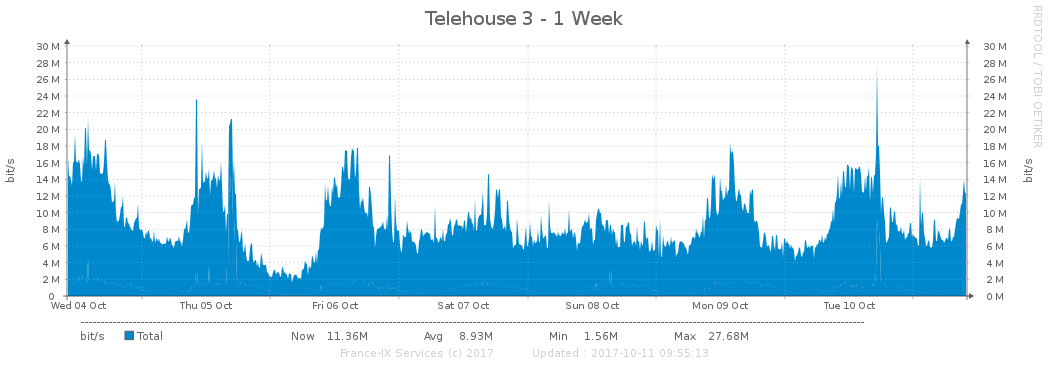 Telehouse 3 - 1 Week
RRDTOOL / TOBI OETIKER
bit/s
30 M 30 M
28 M 28 M
26 M 26 M
24 M 24 M
22 M 22 M
20 M 20 M
18 M 18 M
16 M 16 M
14 M 14 M
12 M 12 M
10 M 10 M
8 M 8 M
6 M 6 M
4 M 4 M
2 M 2 M
0 0 M
bit/s
Wed 04 Oct Thu 05 Oct Fri 06 Oct Sat 07 Oct Sun 08 Oct Mon 09 Oct Tue 10 Oct
bit/s Total Now 11.36M Avg 8.93M Min 1.56M Max 27.68M
France-IX Services (c) 2017 Updated : 2017-10-11 09:55:13